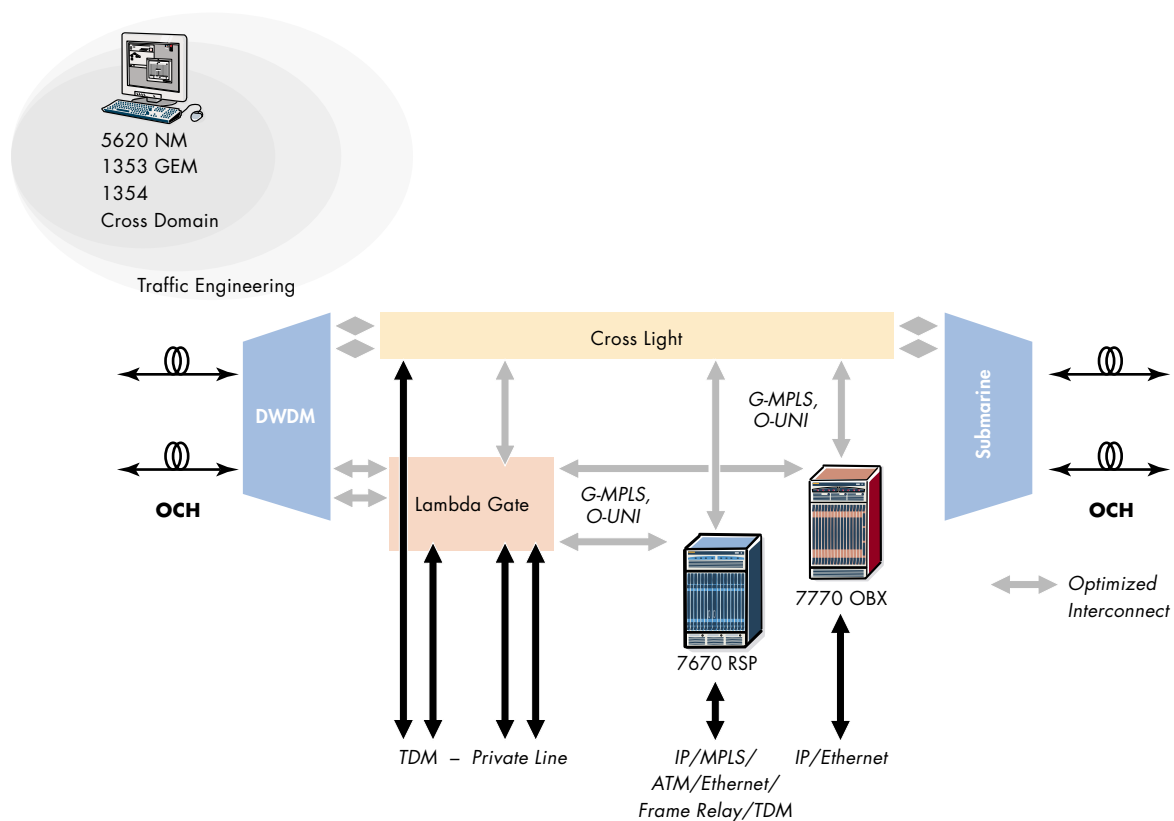 5620 NM
1353 GEM
1354
Cross Domain
Traffic Engineering
Cross Light
DWDM
Submarine
G-MPLS,
O-UNI
OCH
Lambda Gate
G-MPLS,
O-UNI
OCH
7770 OBX
Optimized
Interconnect
7670 RSP
TDM – Private Line
IP/MPLS/
ATM/Ethernet/
Frame Relay/TDM
IP/Ethernet